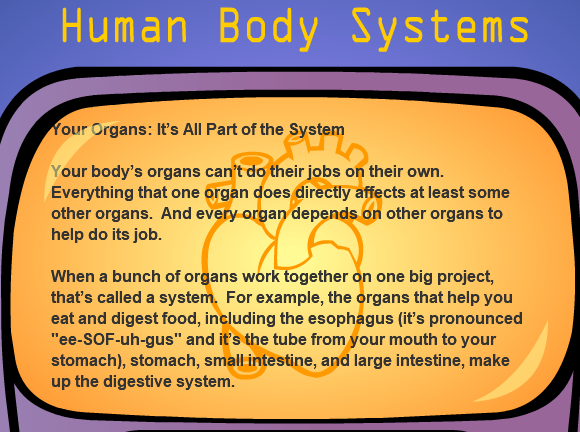 Human Body Systems
Your Organs: It's All Part of the System
Your body's organs can't do their jobs on their own.
Everything that one organ does directly affects at least some
other organs.  And every organ depends on other organs to
help do its job.
When a bunch of organs work together on one big project,
that's called a system.  For example, the organs that help you
eat and digest food, including the esophagus (it's pronounced
"ee-SOF-uh-gus" and it's the tube from your mouth to your
stomach), stomach, small intestine, and large intestine, make
up the digestive system.